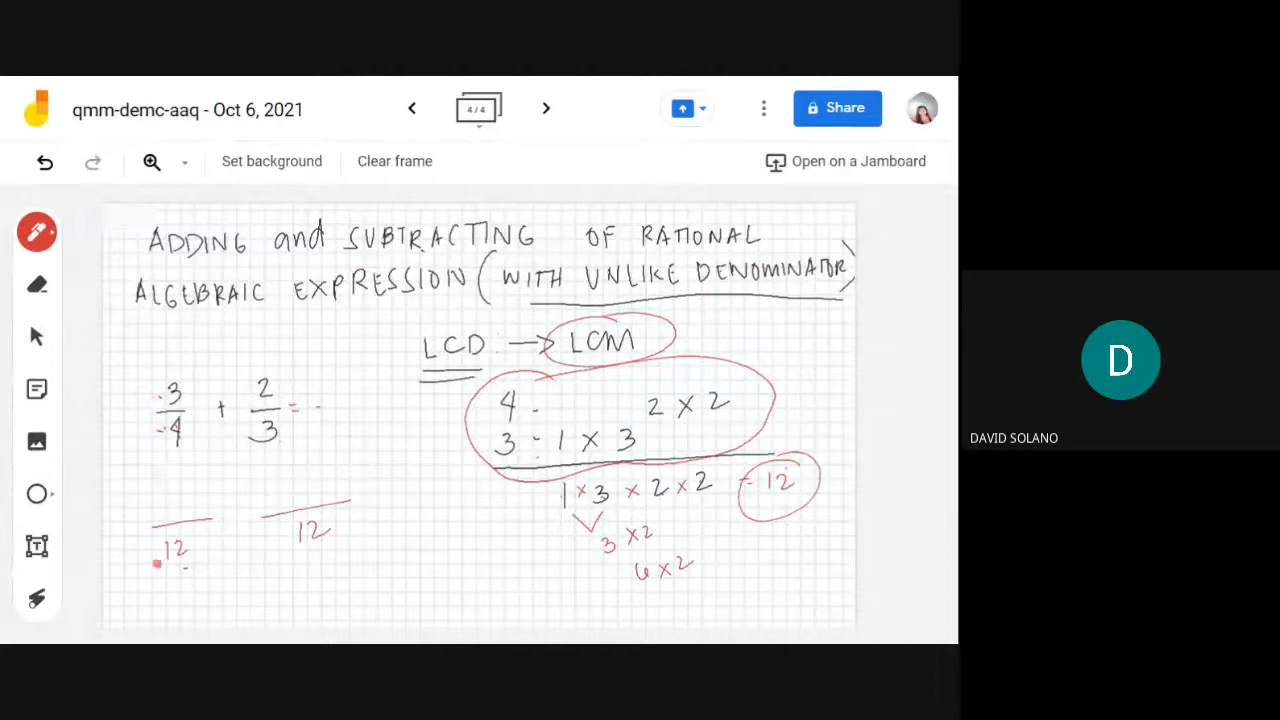 qmm-demc-aaq - Oct 6, 2021
4/4
Share
Set background
Clear frame
Open on a Jamboard
ADDING and SUBTRACTING OF RATIONAL
ALGEBRAIC EXPRESSION (WITH UNLIKE DENOMINATOR)
LCD → LCM
3/4 + 2/3 =
4 - 2 × 2
3 - 1 × 3
1 × 3 × 2 × 2 = 12
3 × 2
6 × 2
12
12
D
DAVID SOLANO
T